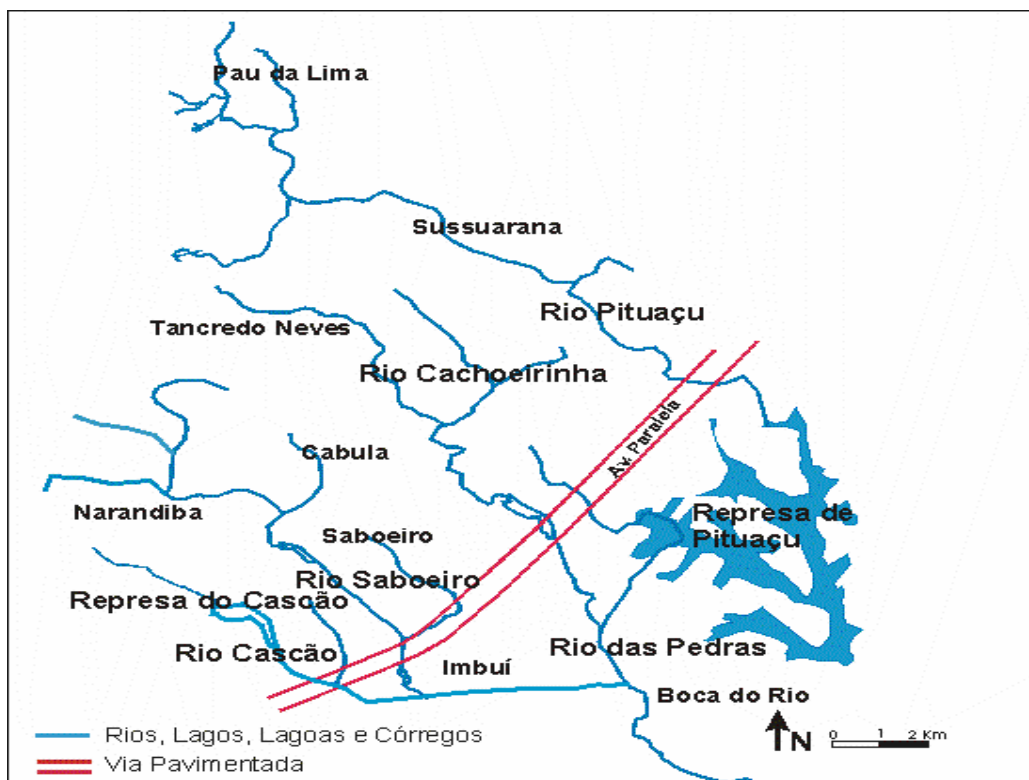 Pau da Lima
Sussuarana
Rio Pituaçu
Tancredo Neves
Rio Cachoeirinha
Av. Paralela
Cabula
Narandiba
Represa de
Pituaçu
Saboeiro
Rio Saboeiro
Represa do Cascão
Rio Cascão
Imbuí
Rio das Pedras
Boca do Rio
Rios, Lagos, Lagoas e Córregos
Via Pavimentada
N
0 1 2 Km